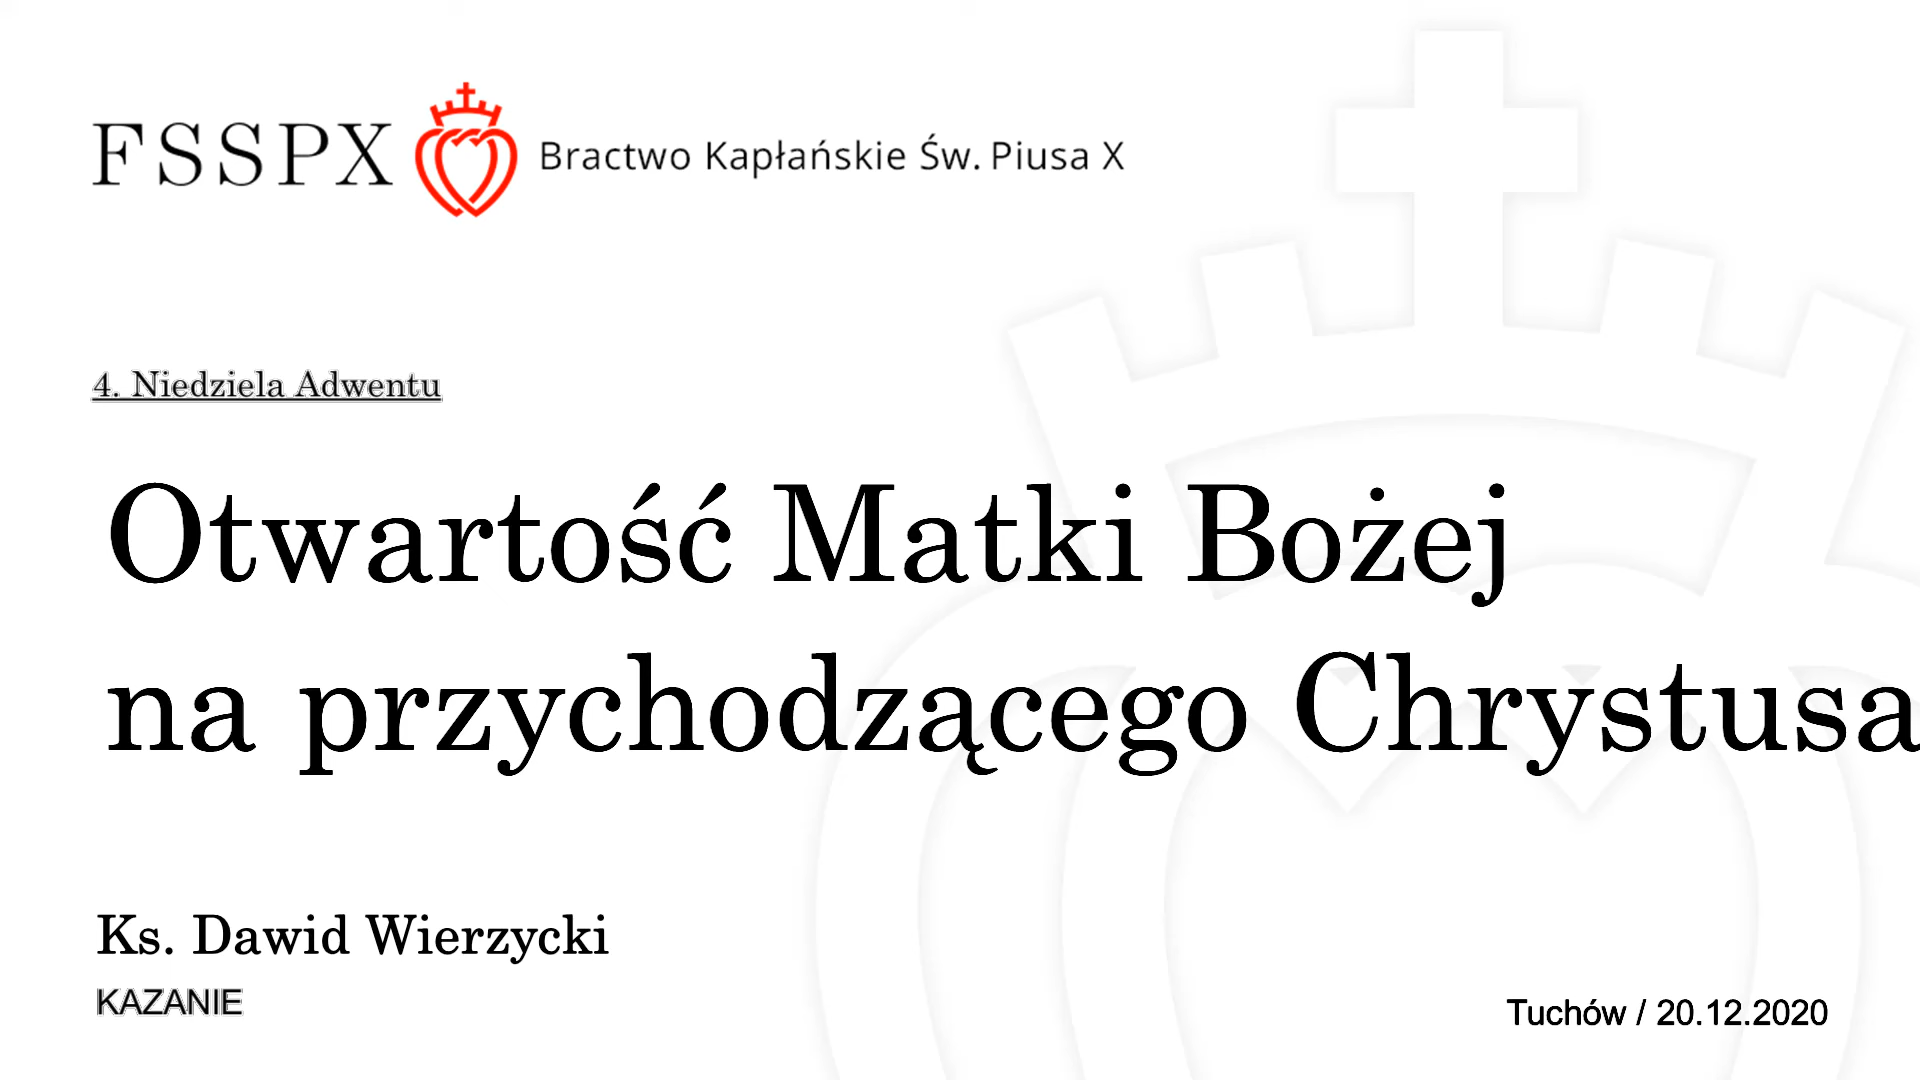 FSSPX Bractwo Kapłańskie Św. Piusa X
4. Niedziela Adwentu
Otwartość Matki Bożej
na przychodzącego Chrystusa
Ks. Dawid Wierzycki
KAZANIE
Tuchów / 20.12.2020